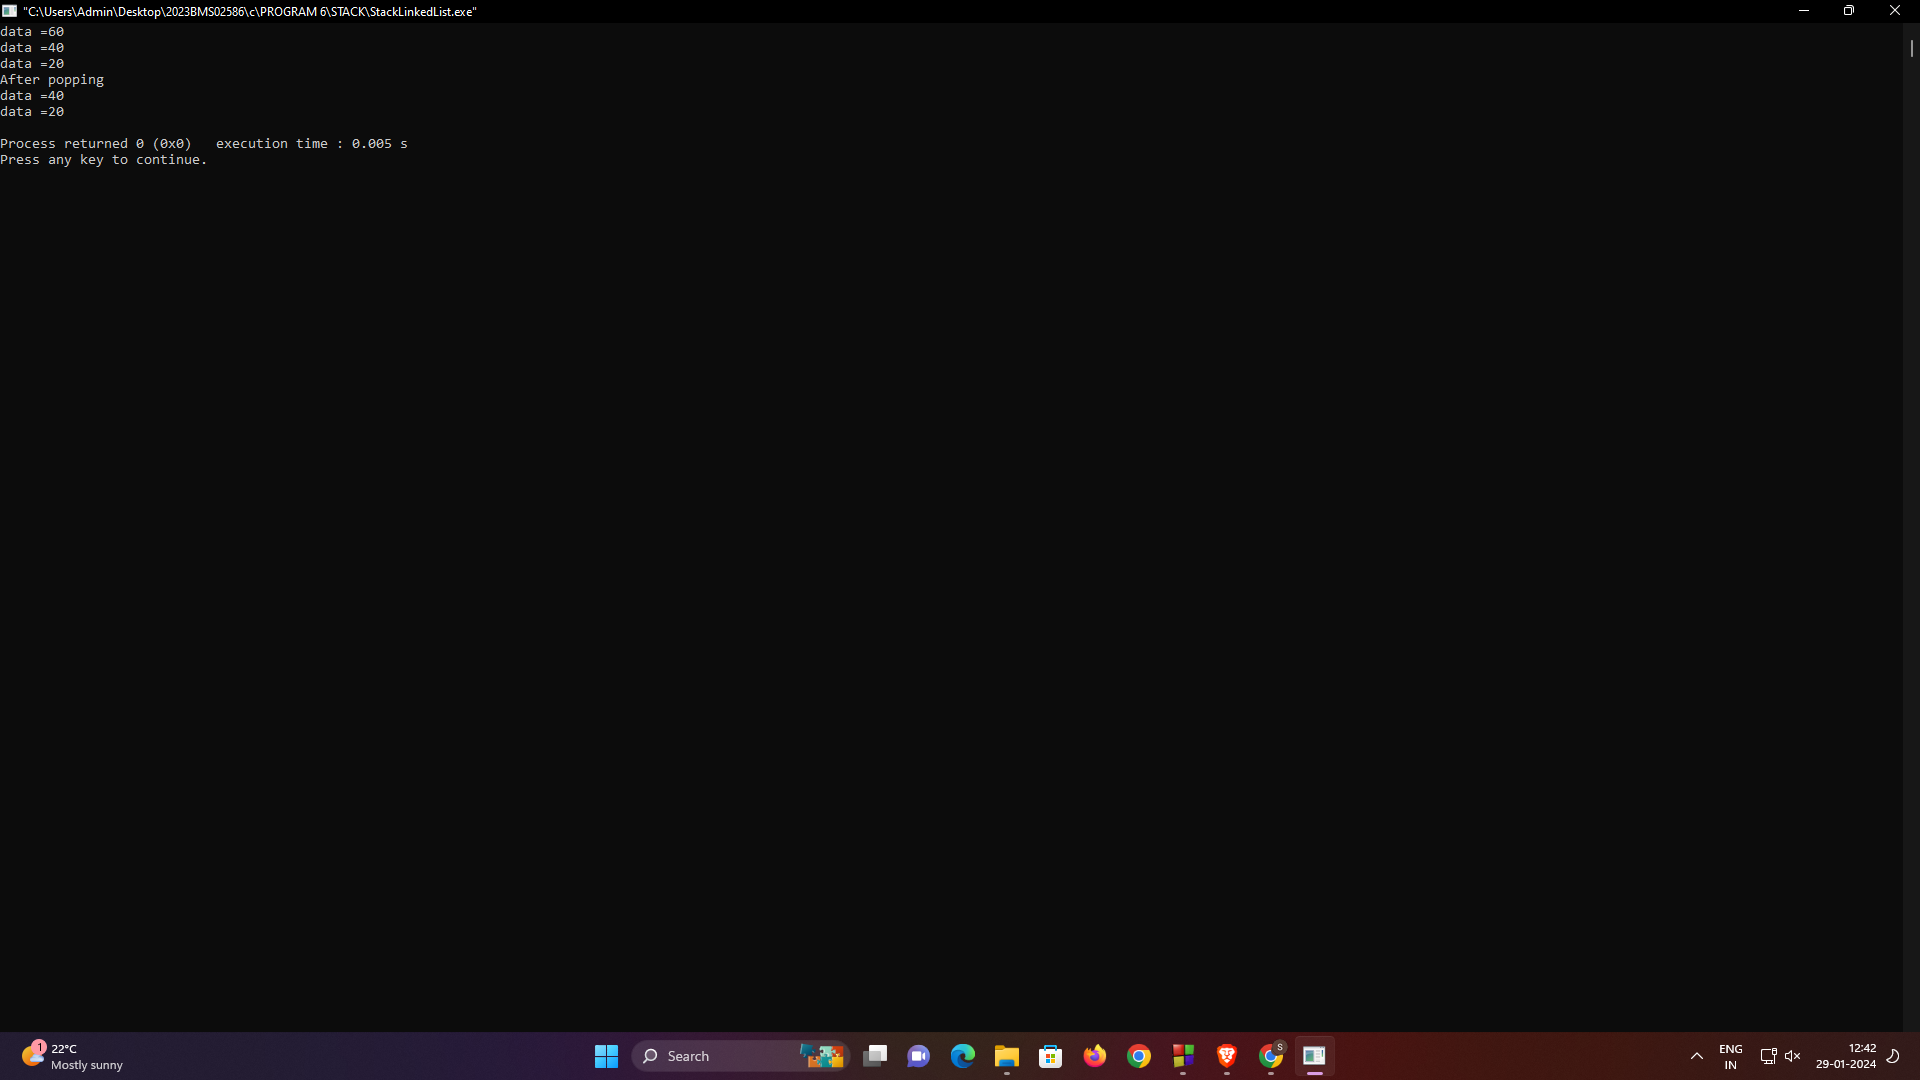 "C:\Users\Admin\Desktop\2023BMS02586\c\PROGRAM 6\STACK\StackLinkedList.exe"
data =60
data =40
data =20
After popping
data =40
data =20
Process returned 0 (0x0)   execution time : 0.005 s
Press any key to continue.
1
22°C
Mostly sunny
Search
S
ENG
IN
12:42
29-01-2024